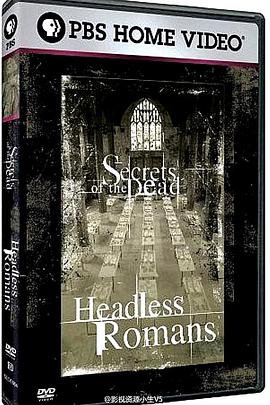 PBS HOME VIDEO®
Secrets
of the Dead
Headless
Romans
Secrets of the Dead
Headless Romans
DVD
@影视资源小生V5